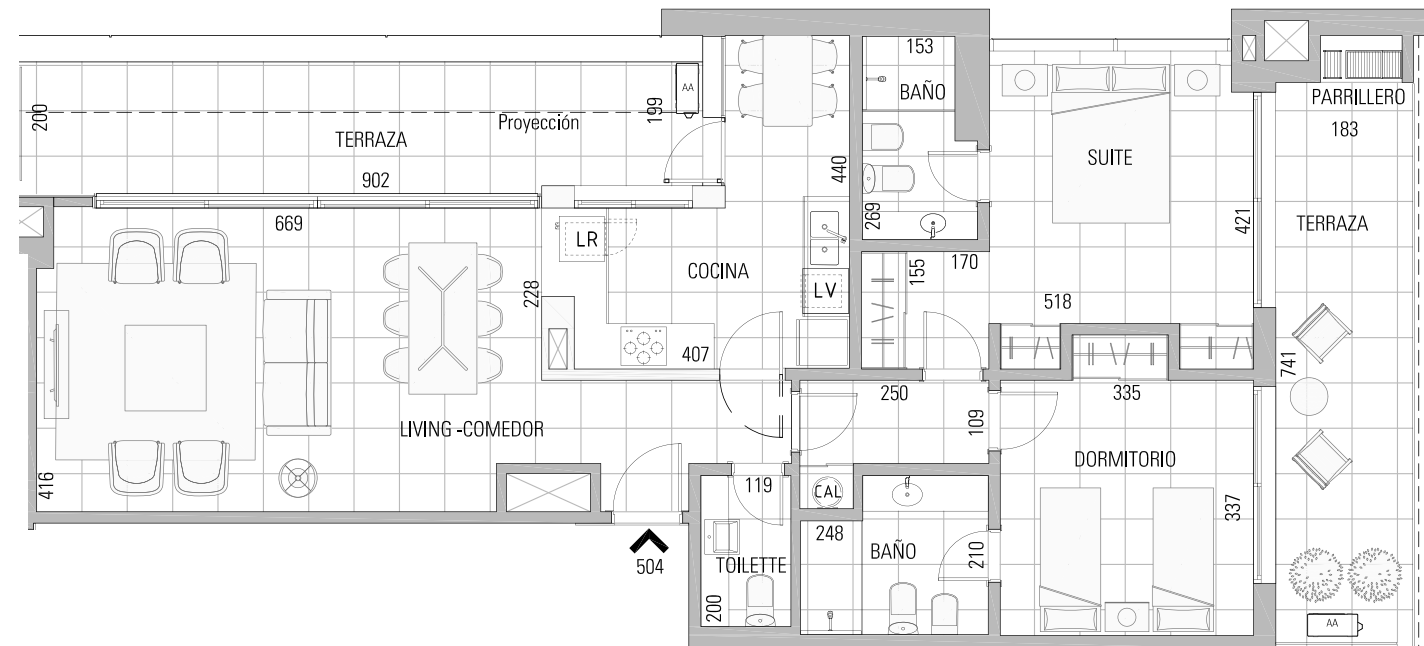 200
TERRAZA
902
Proyección
199
AA
669
LR
228
COCINA
407
440
LV
LIVING -COMEDOR
416
504
153
BAÑO
269
155
170
SUITE
518
421
PARRILLERO
183
TERRAZA
741
250
109
335
DORMITORIO
337
119
TOILETTE
200
CAL
248
BAÑO
210
AA